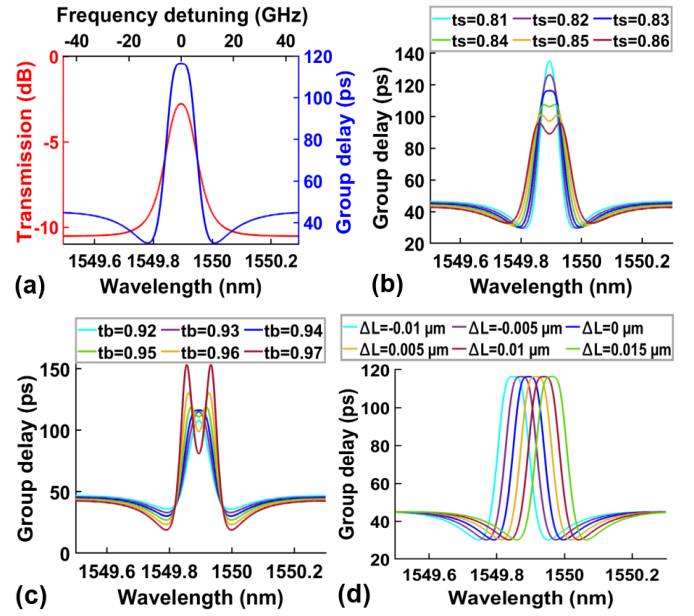 Frequency detuning (GHz)
-40 -20 0 20 40
0
-5
-10
Transmission (dB)
120
100
80
60
40
Group delay (ps)
1549.6 1549.8 1550 1550.2
Wavelength (nm)
(a)
ts=0.81 ts=0.82 ts=0.83
ts=0.84 ts=0.85 ts=0.86
140
120
100
80
60
40
20
Group delay (ps)
1549.6 1549.8 1550 1550.2
Wavelength (nm)
(b)
tb=0.92 tb=0.93 tb=0.94
tb=0.95 tb=0.96 tb=0.97
150
100
50
0
Group delay (ps)
1549.6 1549.8 1550 1550.2
Wavelength (nm)
(c)
ΔL=-0.01 μm ΔL=-0.005 μm ΔL=0 μm
ΔL=0.005 μm ΔL=0.01 μm ΔL=0.015 μm
120
100
80
60
40
20
Group delay (ps)
1549.6 1549.8 1550 1550.2
Wavelength (nm)
(d)